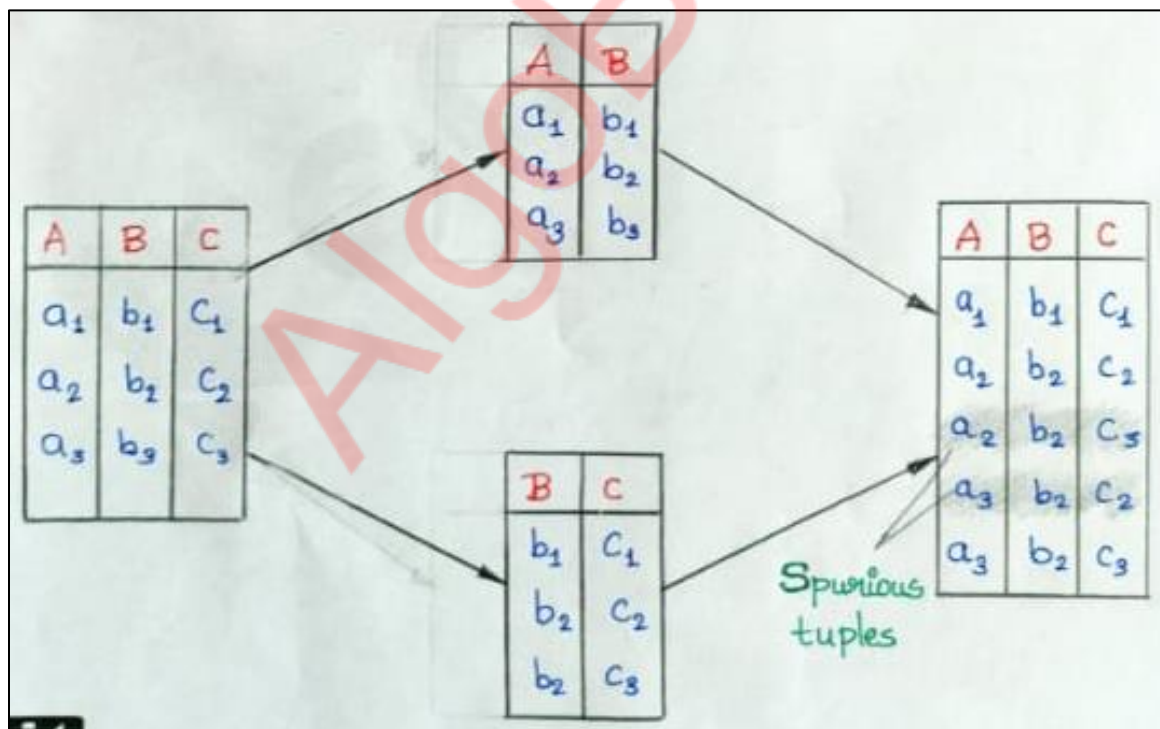 A B
a₁ b₁
a₂ b₂
a₃ b₃
A B C
a₁ b₁ c₁
a₂ b₂ c₂
a₃ b₃ c₃
B C
b₁ c₁
b₂ c₂
b₂ c₃
A B C
a₁ b₁ c₁
a₂ b₂ c₂
a₂ b₂ c₃
a₃ b₂ c₂
a₃ b₂ c₃
Spurious
tuples